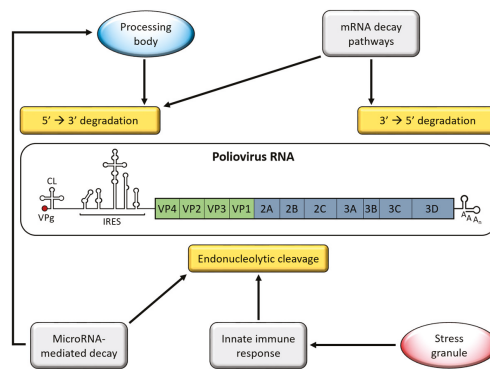 Processing
body
mRNA decay
pathways
5′ → 3′ degradation
3′ → 5′ degradation
Poliovirus RNA
CL
VPg
IRES
VP4 VP2 VP3 VP1 2A 2B 2C 3A 3B 3C 3D
AAAn
Endonucleolytic cleavage
MicroRNA-
mediated decay
Innate immune
response
Stress
granule